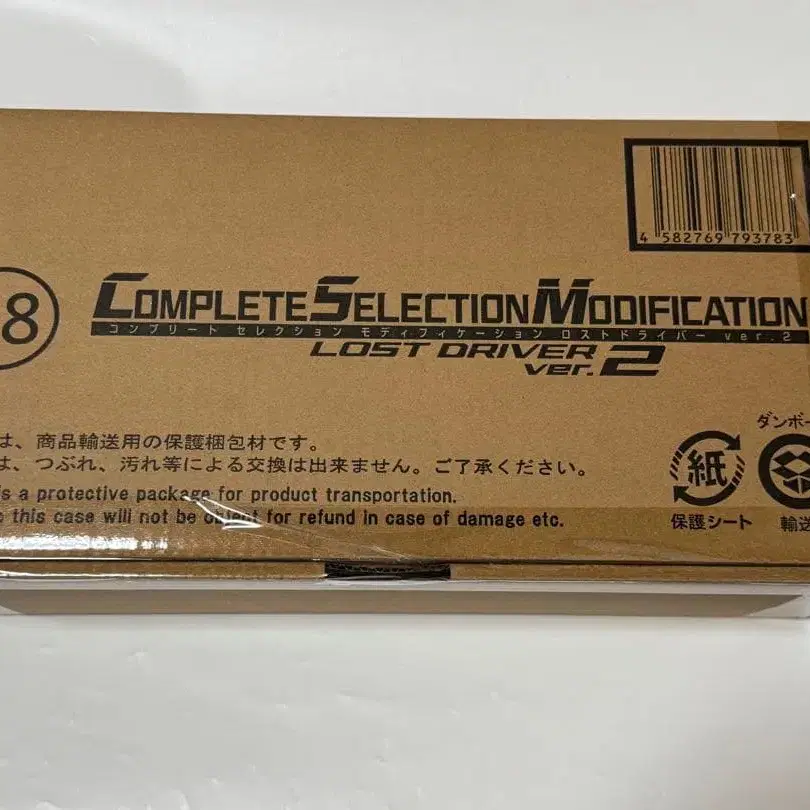 4 582769 793783
8
COMPLETE SELECTION MODIFICATION
コンプリート セレクション モディフィケーション ロストドライバー ver.2
LOST DRIVER
ver.2
は、商品輸送用の保護梱包材です。
は、つぶれ、汚れ等による交換は出来ません。ご了承ください。
is a protective package for product transportation.
this case will not be object for refund in case of damage etc.
紙
保護シート
ダンボー
輸送